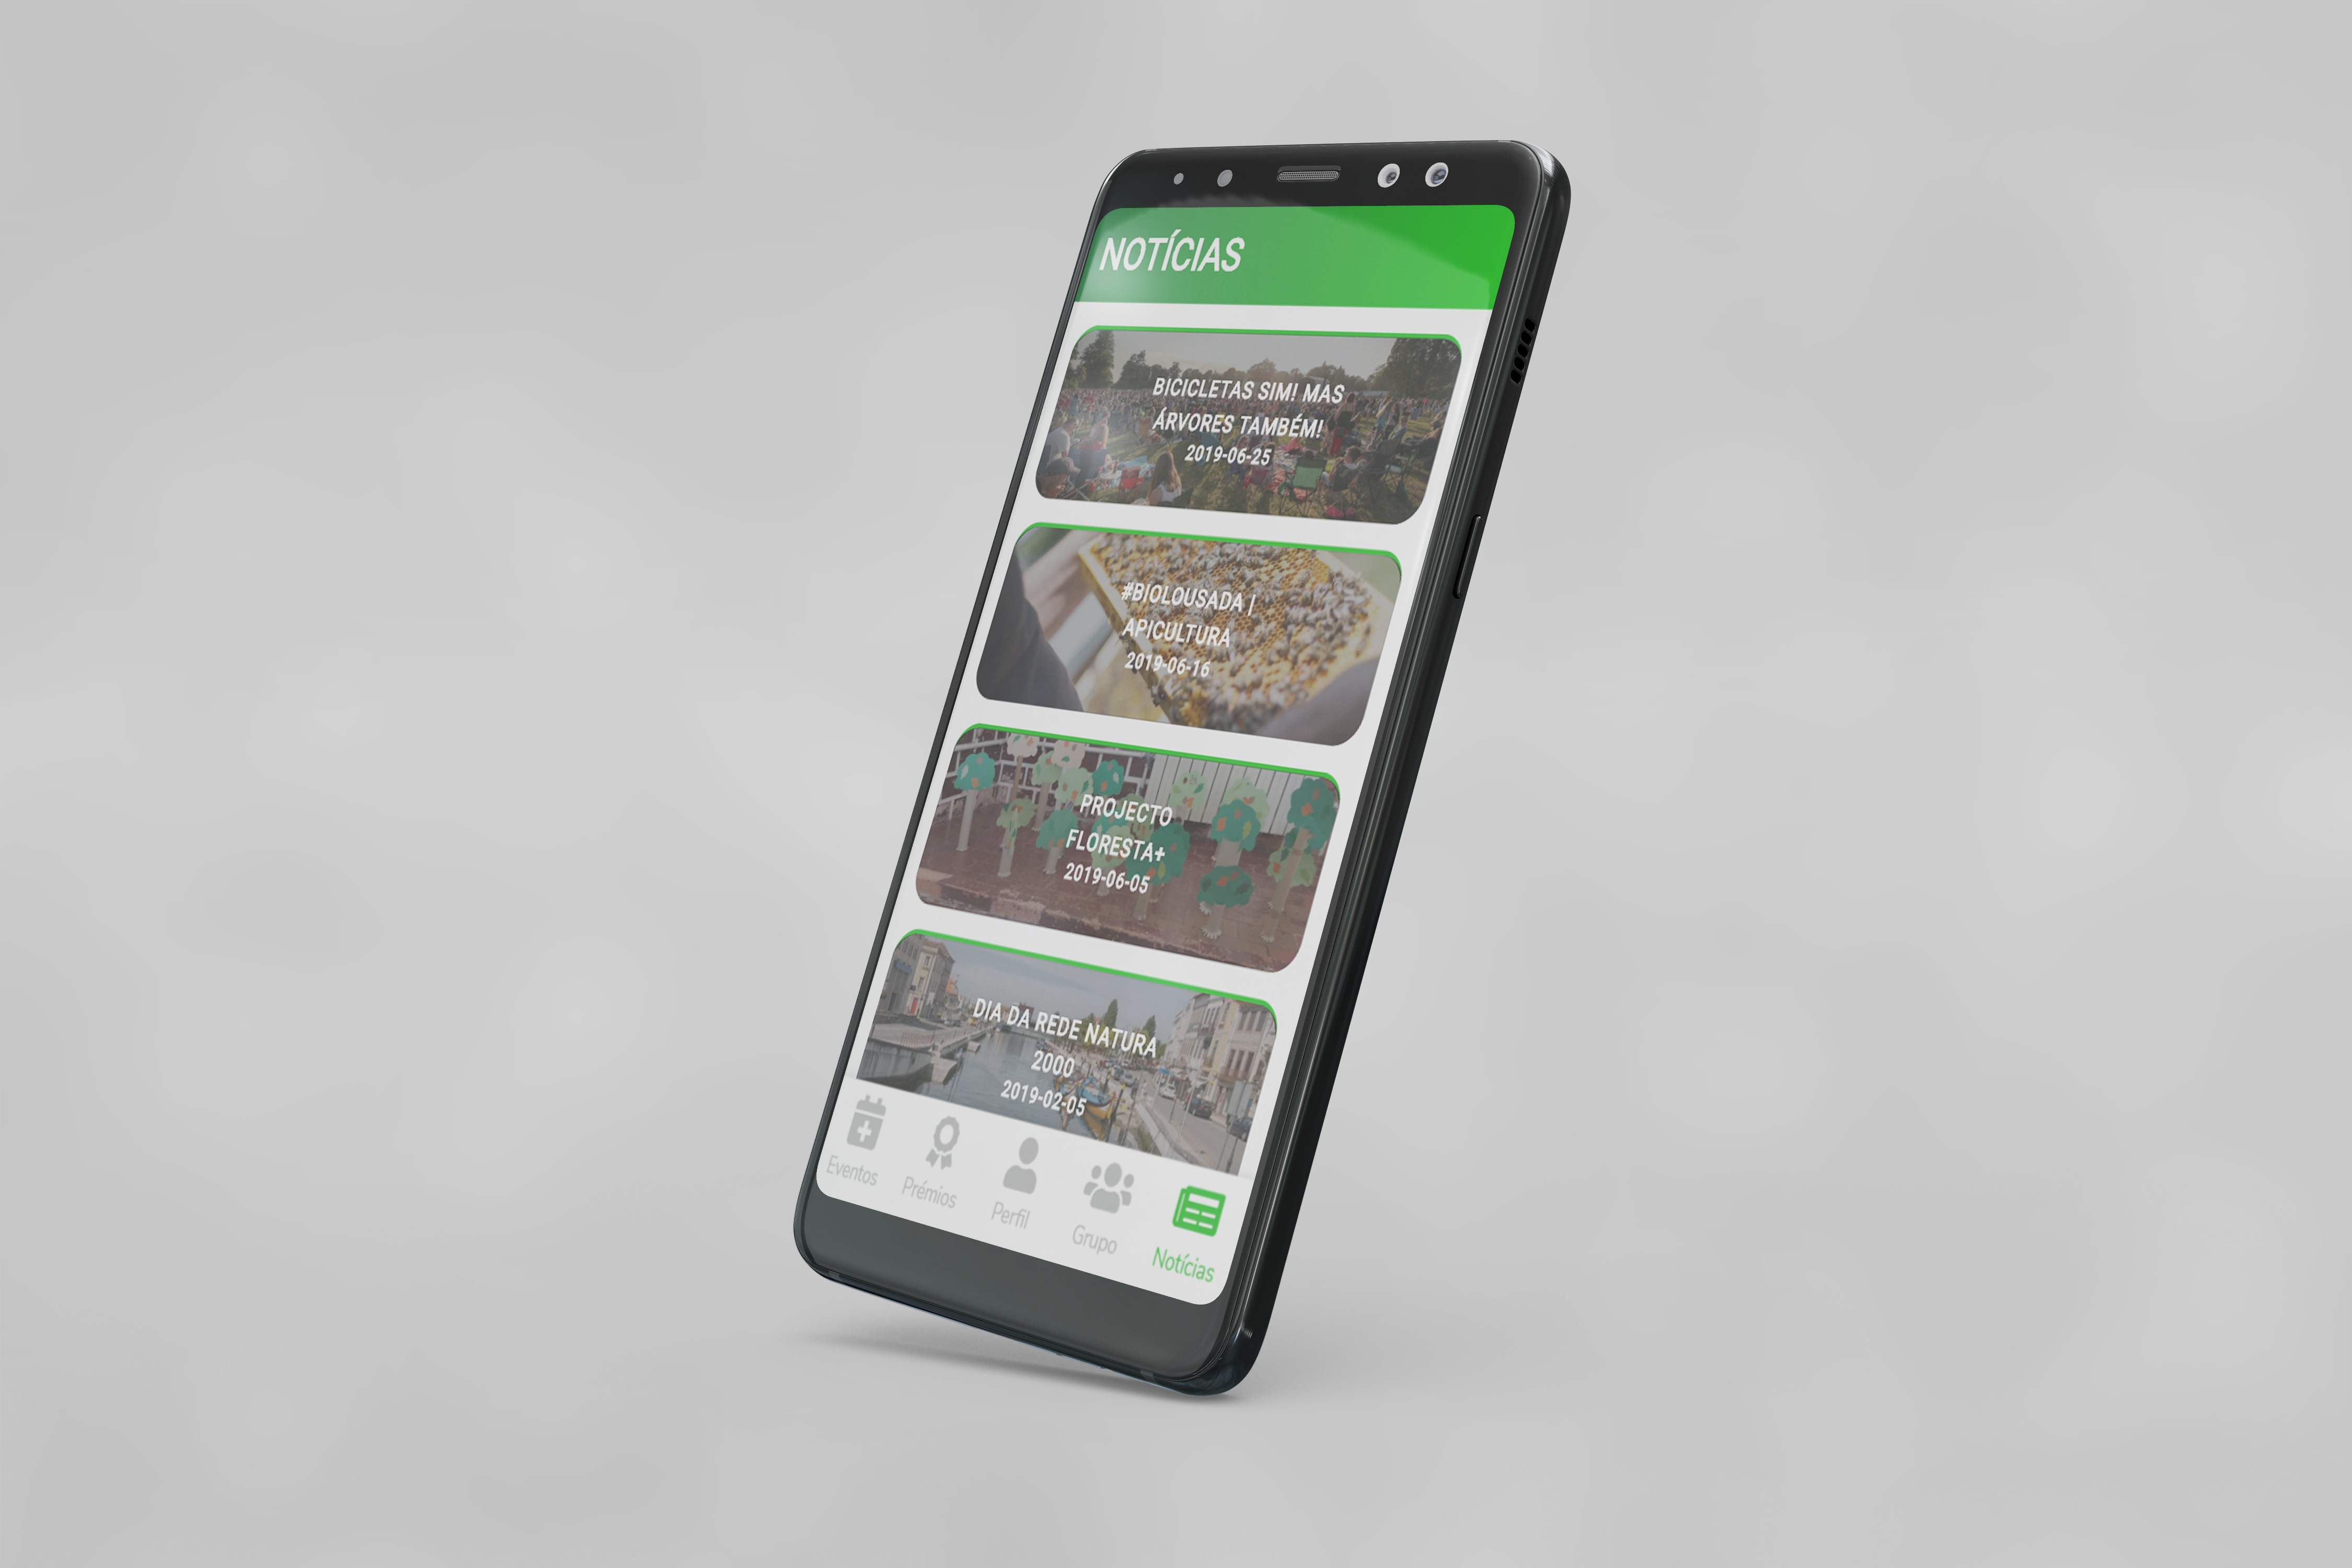 NOTÍCIAS
BICICLETAS SIM! MAS
ÁRVORES TAMBÉM!
2019-06-25
#BIOLOUSADA |
APICULTURA
2019-06-16
PROJECTO
FLORESTA+
2019-06-05
DIA DA REDE NATURA
2000
2019-02-05
Eventos
Prémios
Perfil
Grupo
Notícias